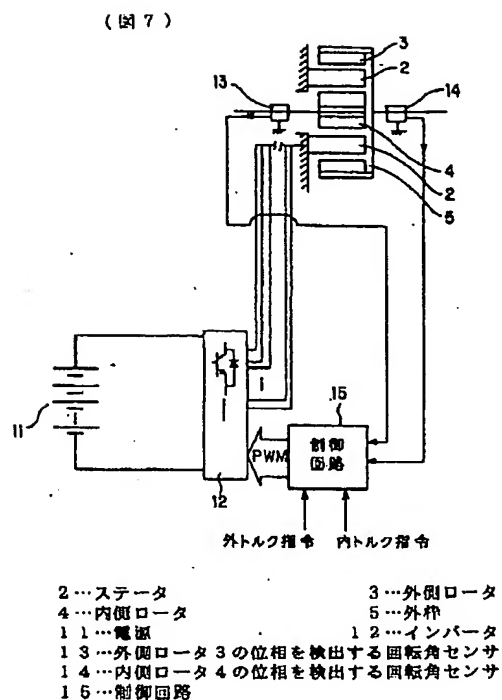 (図7)
3
2
13
14
4
2
5
11
15
制御
回路
PWM
12
外トルク指令 内トルク指令
2…ステータ 3…外側ロータ
4…内側ロータ 5…外枠
11…電源 12…インバータ
13…外側ロータ3の位相を検出する回転角センサ
14…内側ロータ4の位相を検出する回転角センサ
15…制御回路